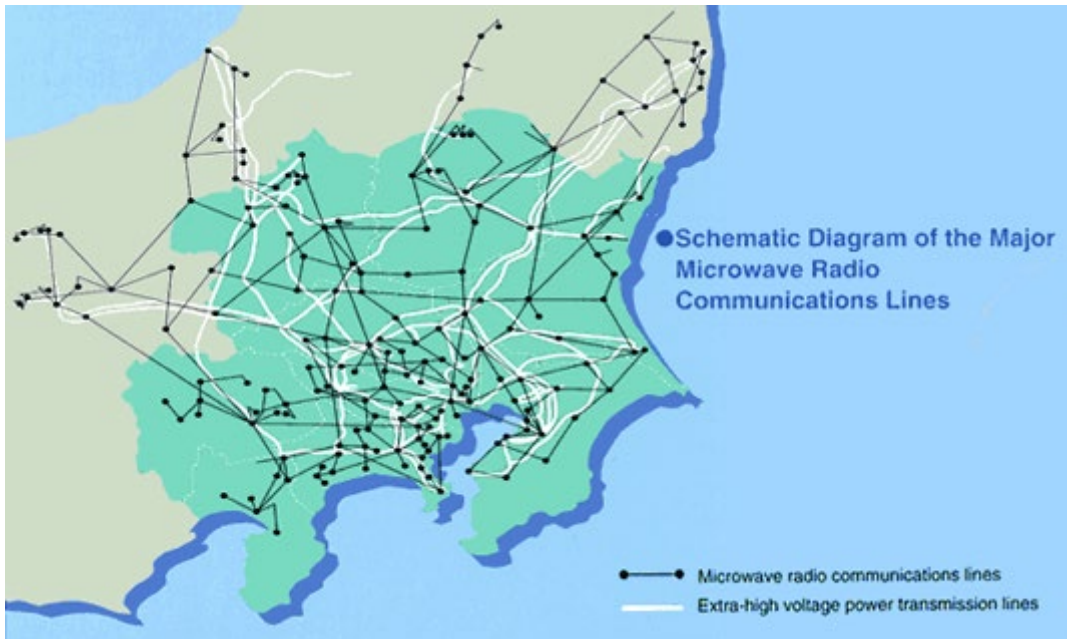 Schematic Diagram of the Major
Microwave Radio
Communications Lines
Microwave radio communications lines
Extra-high voltage power transmission lines